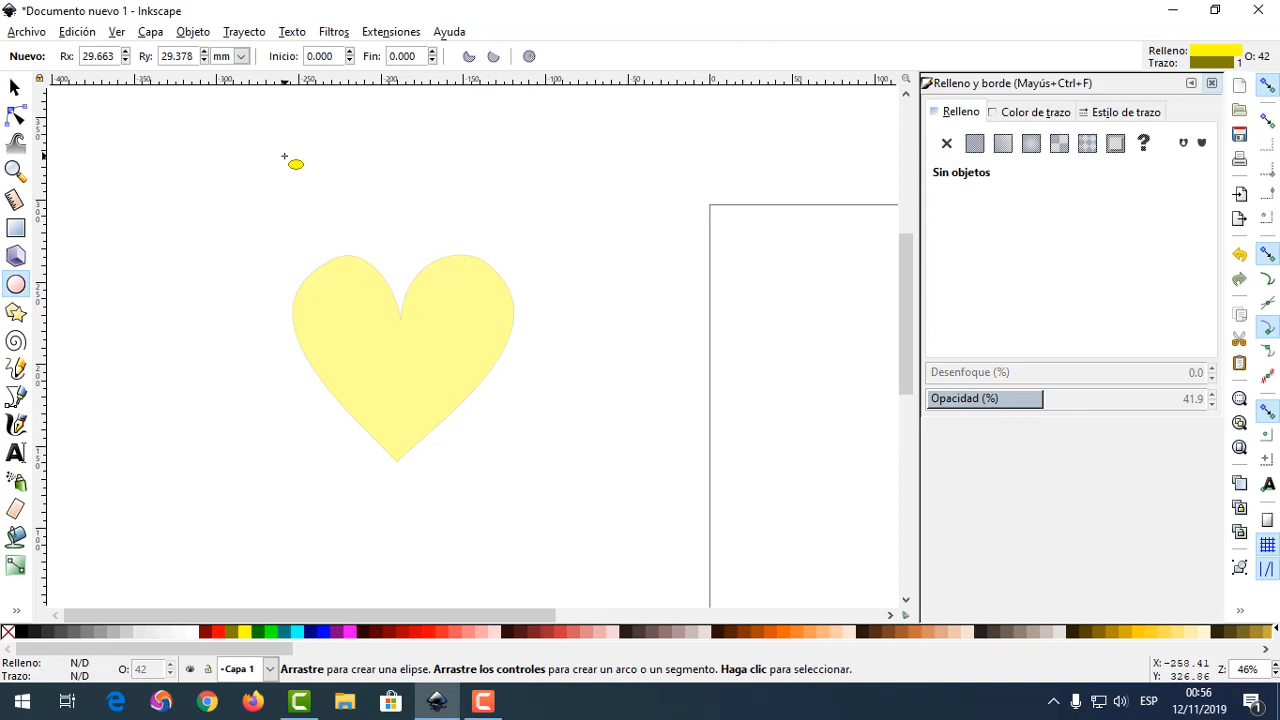 *Documento nuevo 1 - Inkscape
Archivo Edición Ver Capa Objeto Trayecto Texto Filtros Extensiones Ayuda
Nuevo: Rx: 29.663 Ry: 29.378 mm Inicio: 0.000 Fin: 0.000
Relleno:
Trazo: 1 O: 42
Relleno y borde (Mayús+Ctrl+F)
Relleno Color de trazo Estilo de trazo
Sin objetos
Desenfoque (%) 0.0
Opacidad (%) 41.9
Relleno: N/D O: 42 Capa 1 Arrastre para crear una elipse. Arrastre los controles para crear un arco o un segmento. Haga clic para seleccionar. X: -258.41 Z: 46%
Trazo: N/D Y: 326.86
ESP 00:56
12/11/2019 1